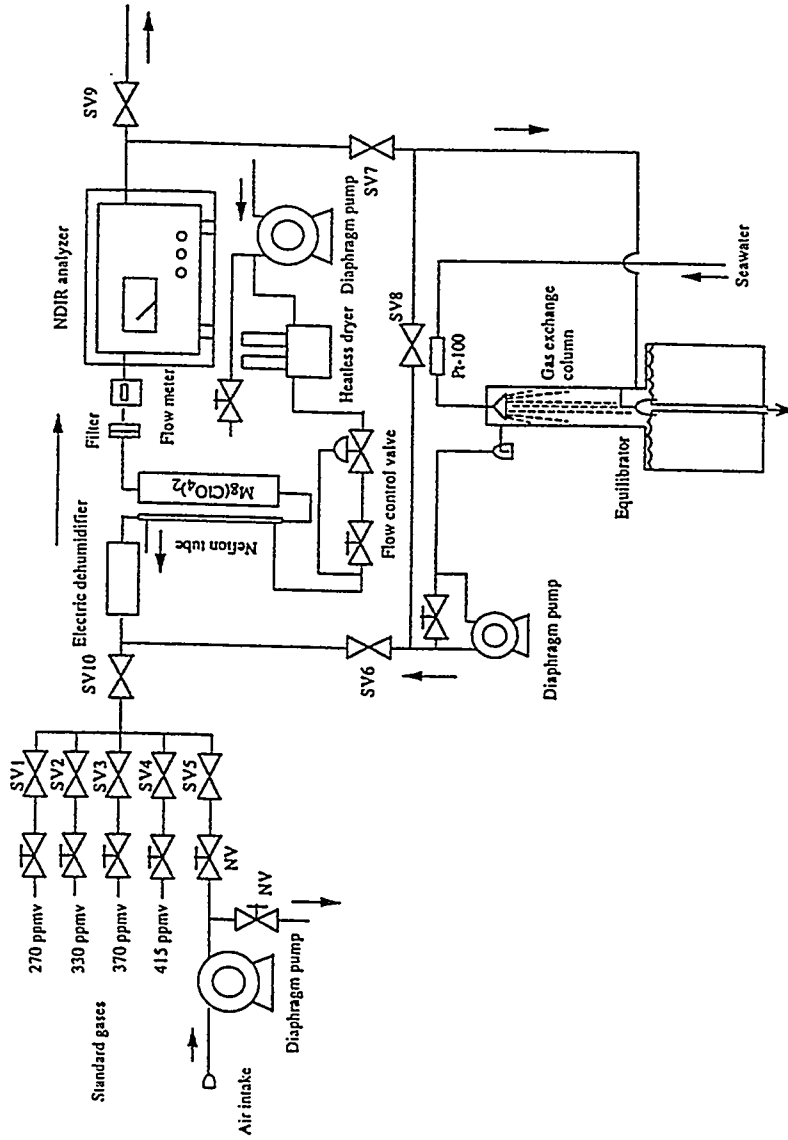 Standard gases
270 ppmv
330 ppmv
370 ppmv
415 ppmv
SV1
SV2
SV3
SV4
SV5
NV
NV
Air intake
Diaphragm pump
SV10
Electric dehumidifier
Nefion tube
Mg(ClO4)2
Filter
Flow meter
NDIR analyzer
SV9
Diaphragm pump
Heatless dryer
Flow control valve
SV6
SV7
SV8
Pt-100
Gas exchange
column
Seawater
Equilibrator
Diaphragm pump